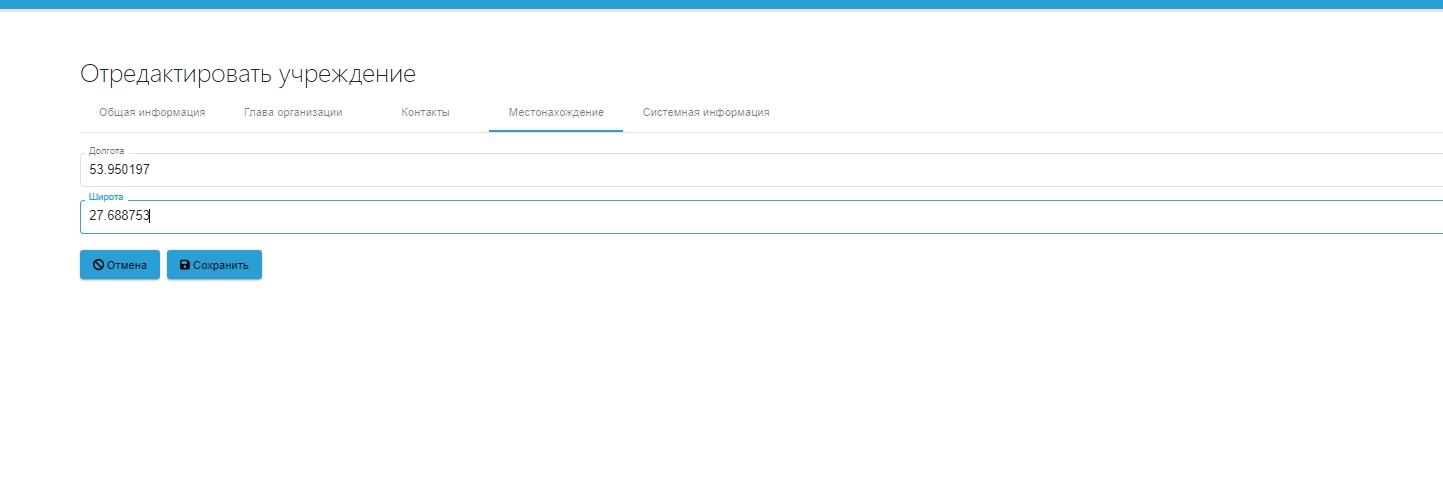 Отредактировать учреждение
Общая информация Глава организации Контакты Местонахождение Системная информация
Долгота
53.950197
Широта
27.688753
Отмена Сохранить